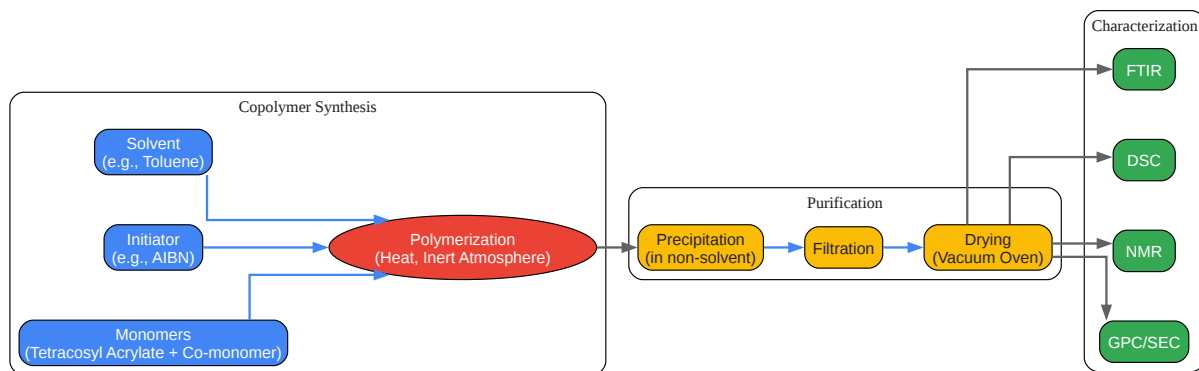 Copolymer Synthesis
Solvent
(e.g., Toluene)
Initiator
(e.g., AIBN)
Monomers
(Tetracosyl Acrylate + Co-monomer)
Polymerization
(Heat, Inert Atmosphere)
Purification
Precipitation
(in non-solvent)
Filtration
Drying
(Vacuum Oven)
Characterization
FTIR
DSC
NMR
GPC/SEC